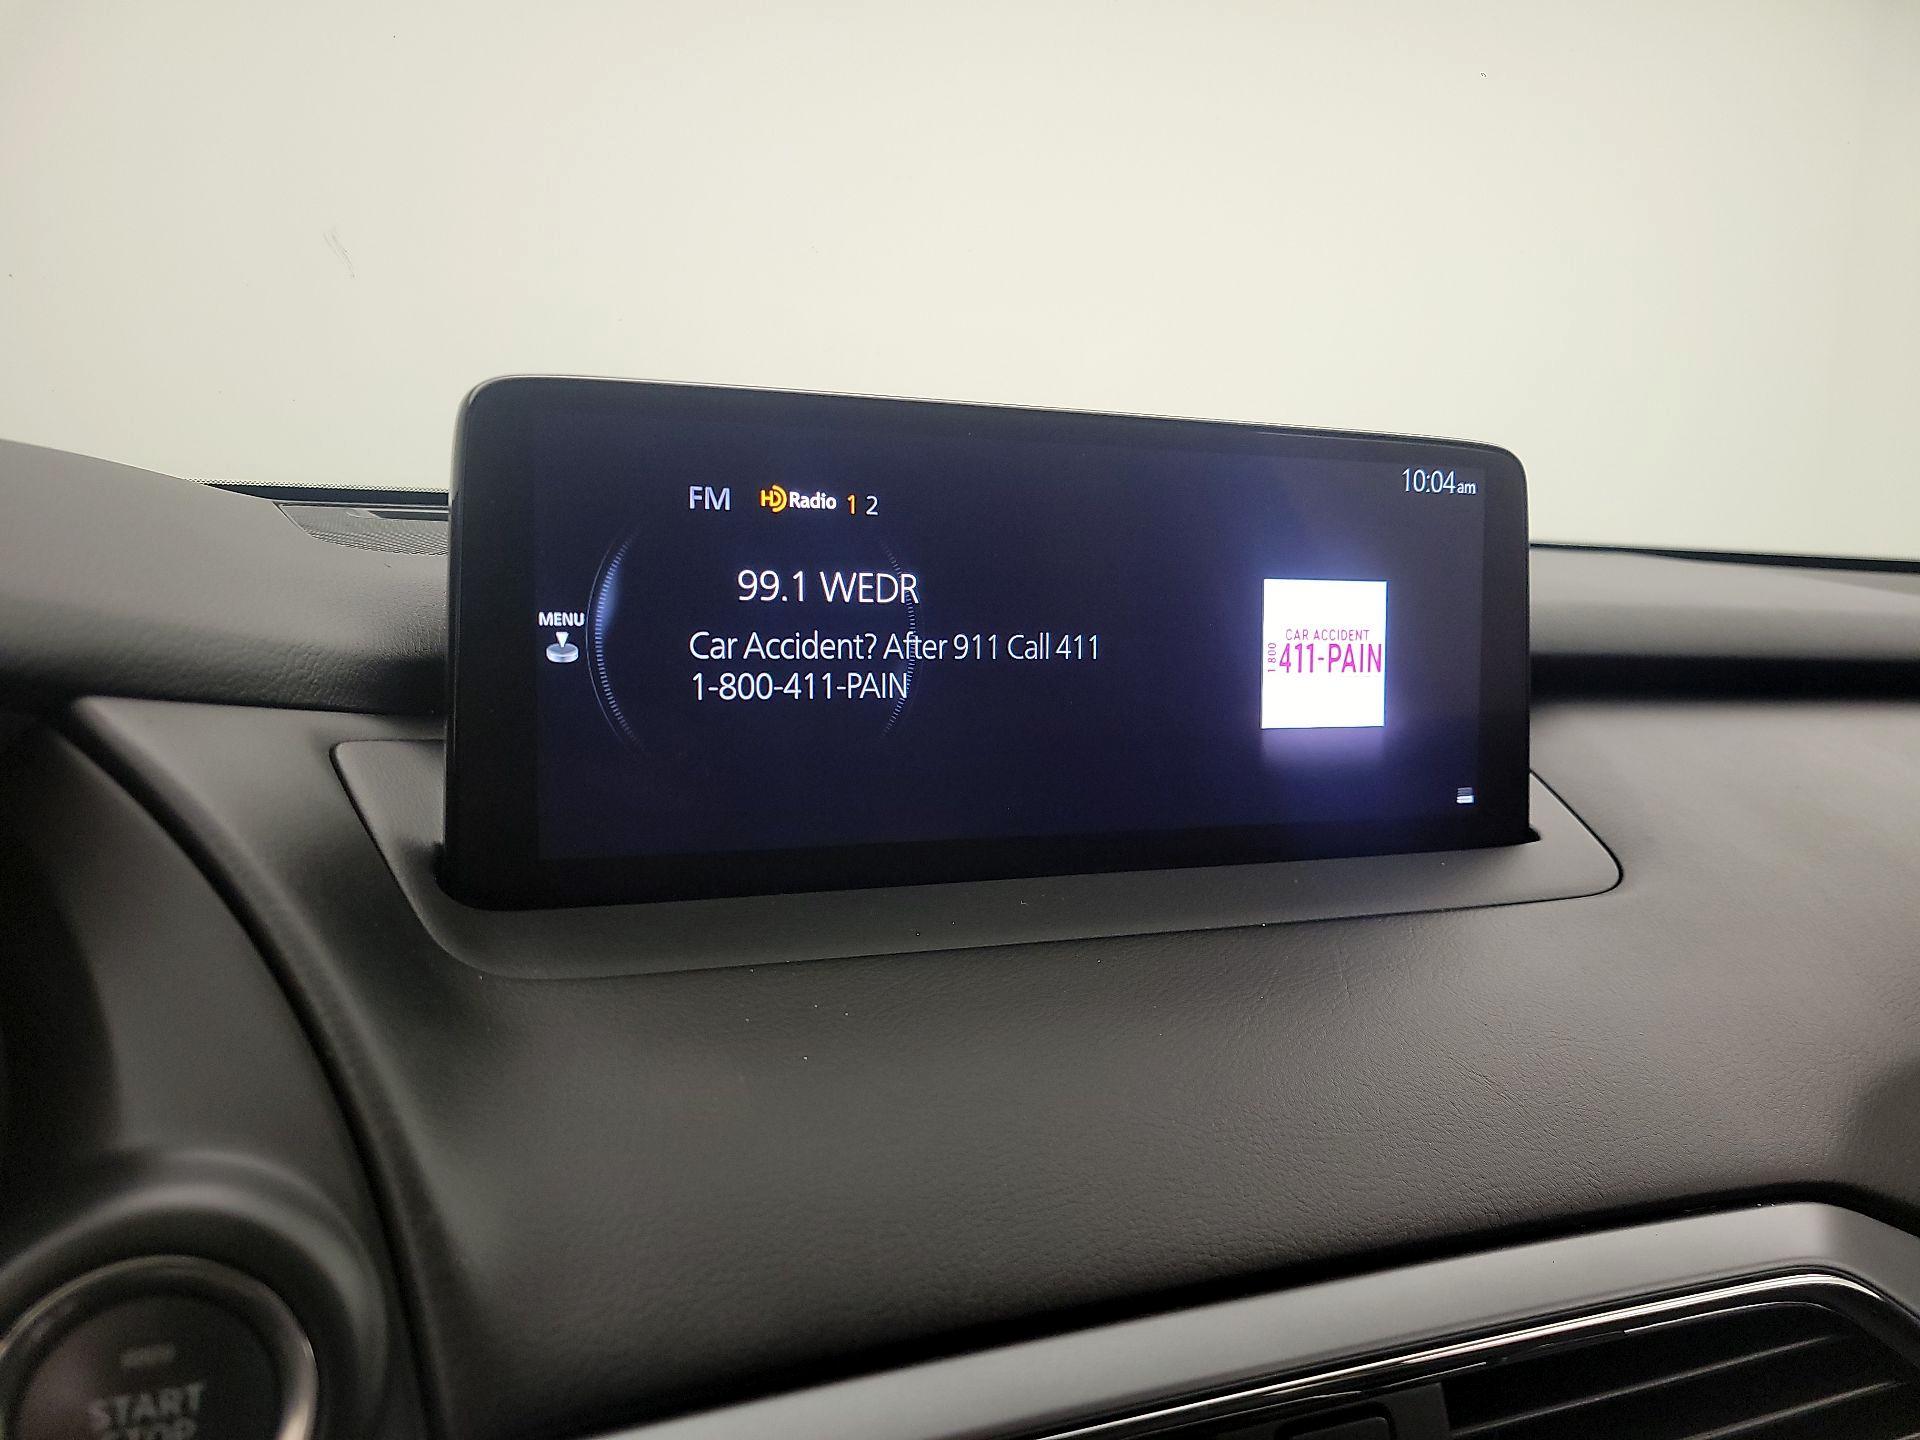 FM HD Radio 1 2
10:04am
99.1 WEDR
MENU
Car Accident? After 911 Call 411
1-800-411-PAIN
CAR ACCIDENT
1 800 411-PAIN
START
STOP